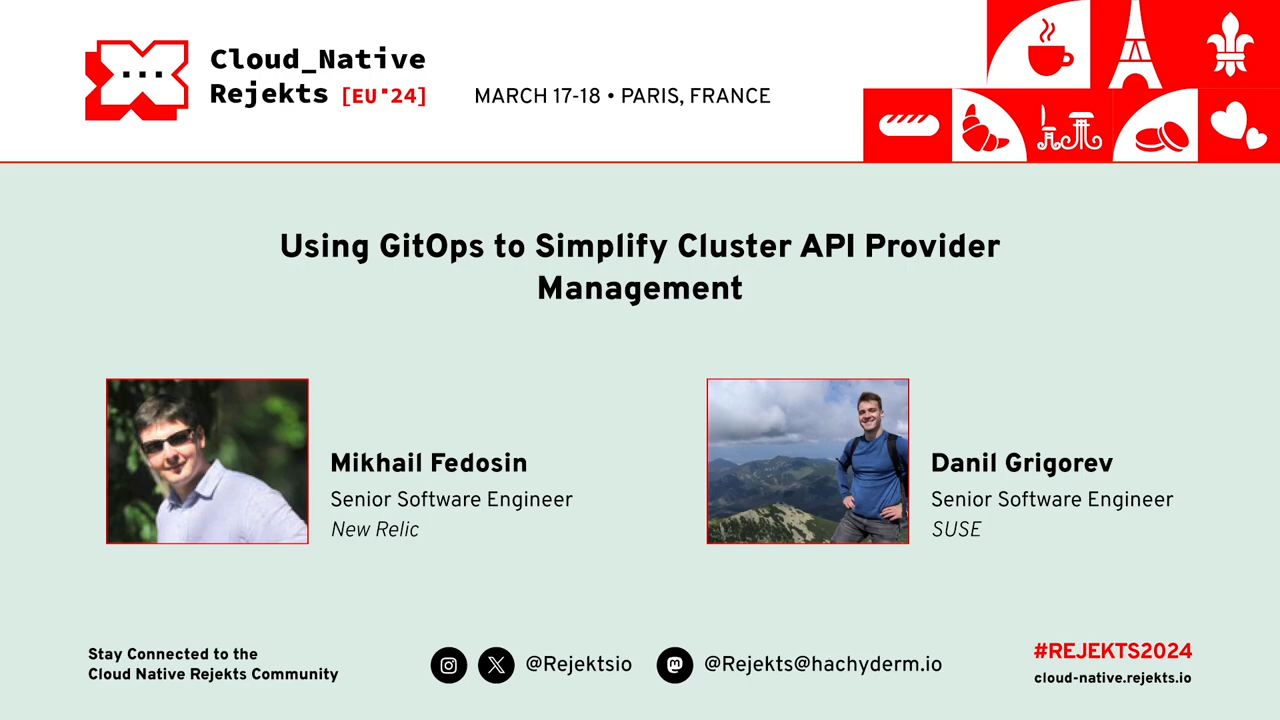 Cloud_Native
Rejekts [EU'24]
MARCH 17-18 • PARIS, FRANCE
Using GitOps to Simplify Cluster API Provider
Management
Mikhail Fedosin
Senior Software Engineer
New Relic
Danil Grigorev
Senior Software Engineer
SUSE
Stay Connected to the
Cloud Native Rejekts Community
@Rejektsio
@Rejekts@hachyderm.io
#REJEKTS2024
cloud-native.rejekts.io